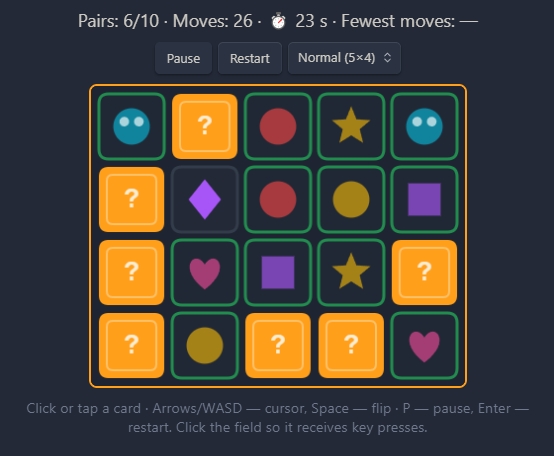 Pairs: 6/10 · Moves: 26 · ⏱ 23 s · Fewest moves: —
Pause Restart Normal (5×4)
?
?
? ?
? ? ?
Click or tap a card · Arrows/WASD — cursor, Space — flip · P — pause, Enter —
restart. Click the field so it receives key presses.